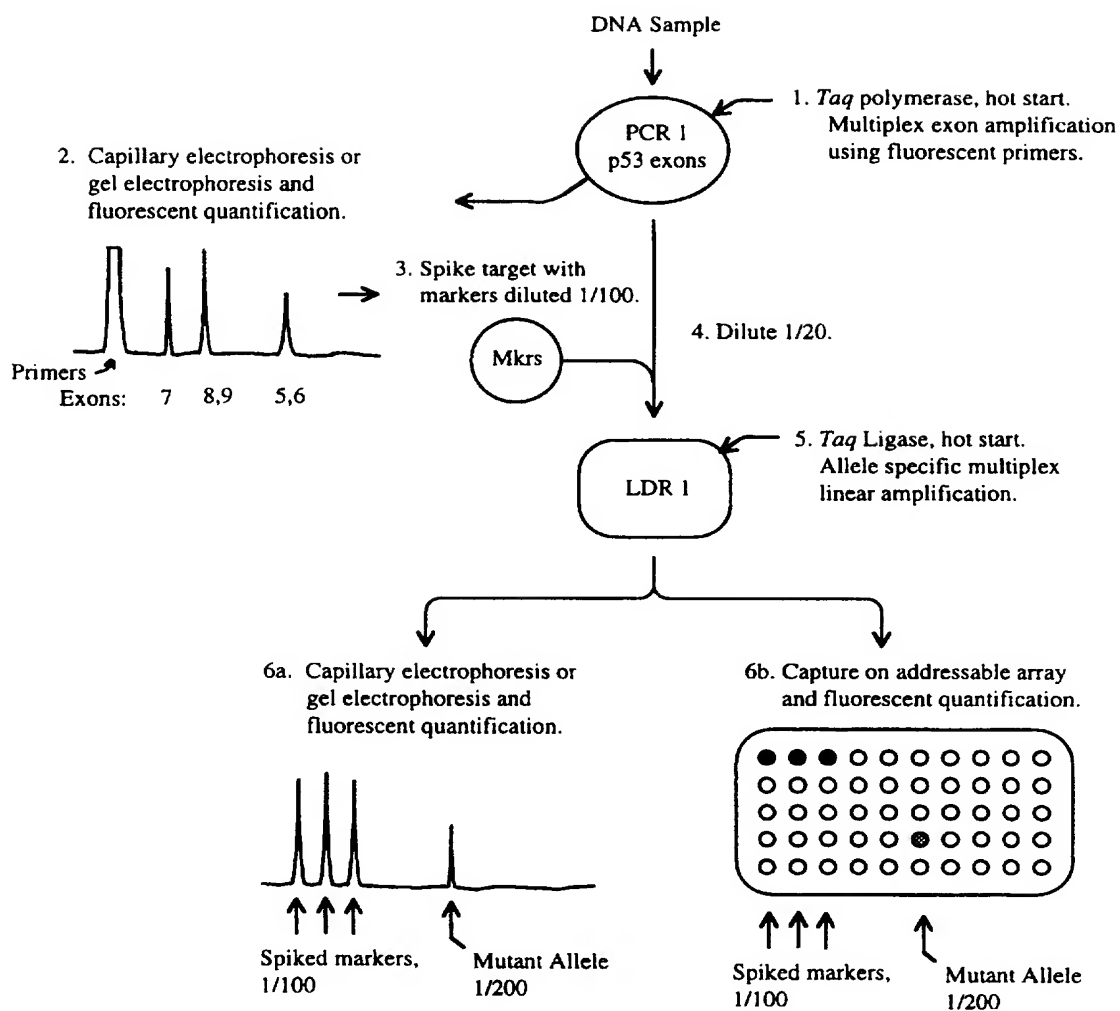 DNA Sample
PCR 1
p53 exons
1. Taq polymerase, hot start.
Multiplex exon amplification
using fluorescent primers.
2. Capillary electrophoresis or
gel electrophoresis and
fluorescent quantification.
Primers
Exons: 7 8,9 5,6
3. Spike target with
markers diluted 1/100.
Mkrs
4. Dilute 1/20.
LDR 1
5. Taq Ligase, hot start.
Allele specific multiplex
linear amplification.
6a. Capillary electrophoresis or
gel electrophoresis and
fluorescent quantification.
Spiked markers,
1/100
Mutant Allele
1/200
6b. Capture on addressable array
and fluorescent quantification.
Spiked markers,
1/100
Mutant Allele
1/200